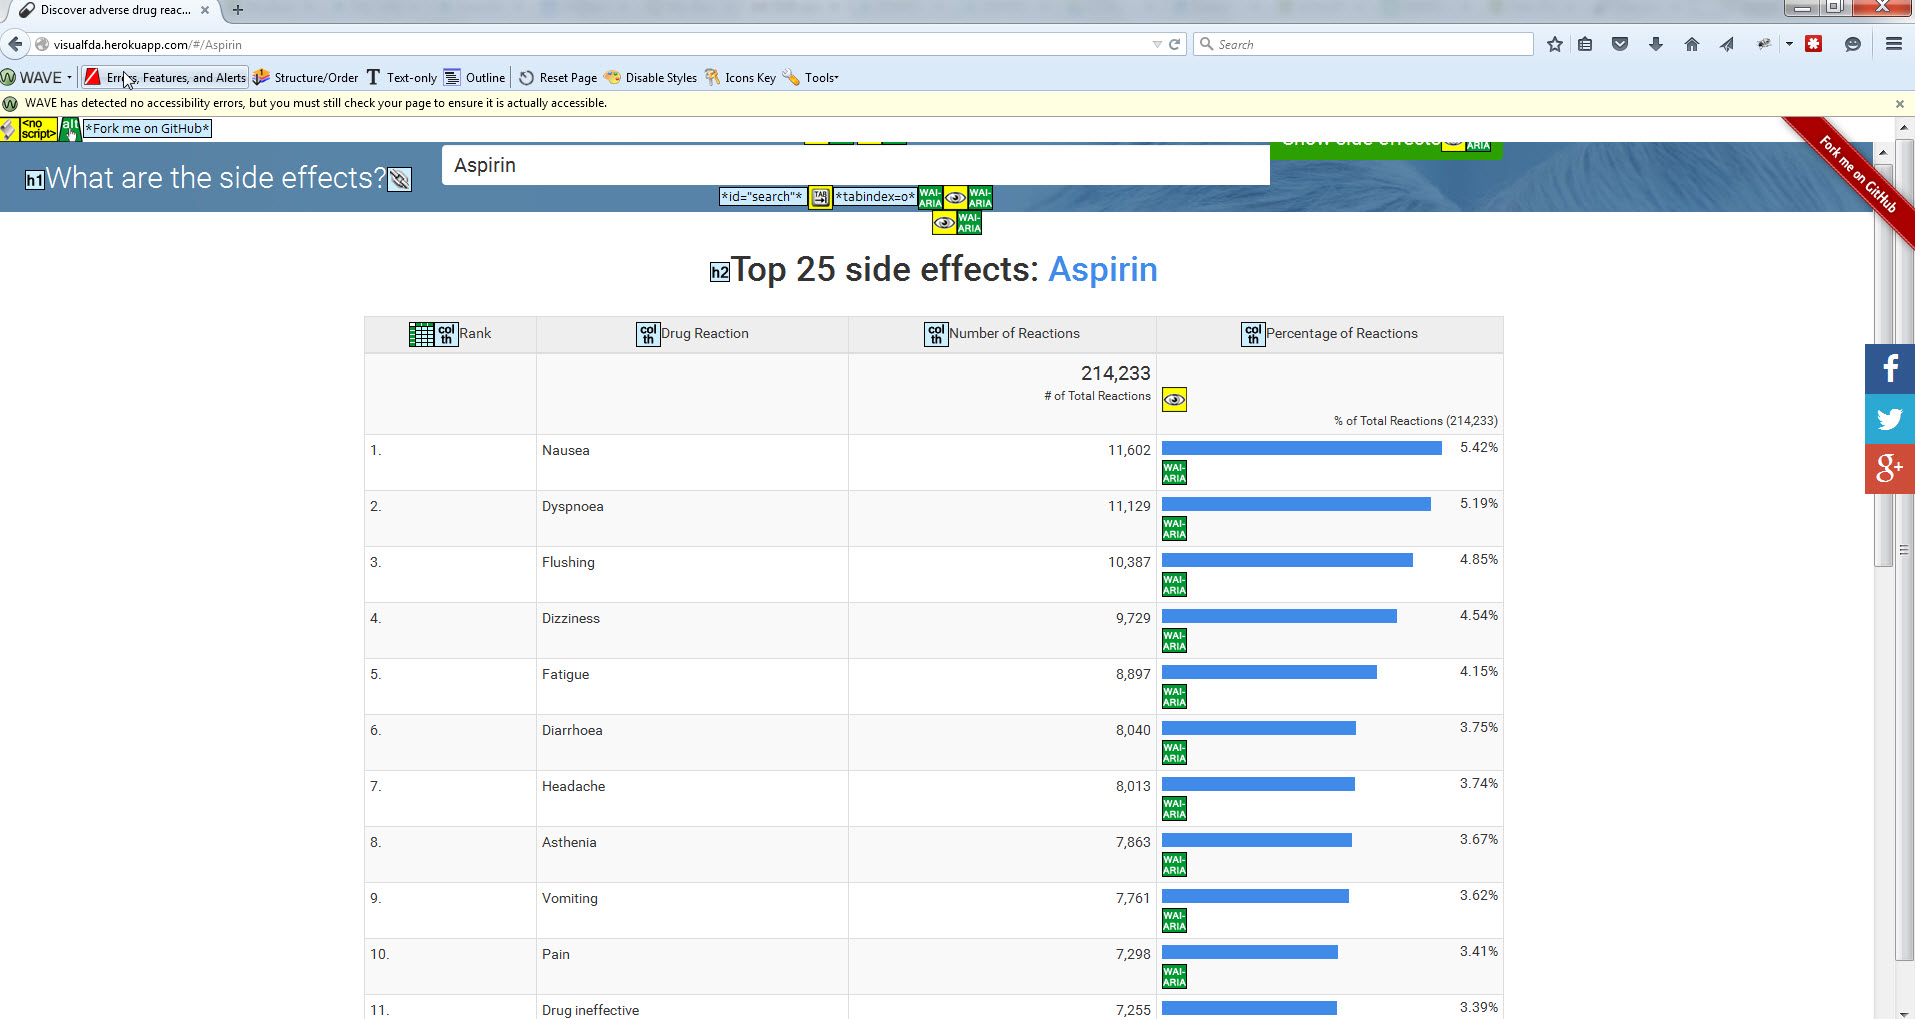 Discover adverse drug reac...
visualfda.herokuapp.com/#/Aspirin
Search
WAVE
Errors, Features, and Alerts
Structure/Order
Text-only
Outline
Reset Page
Disable Styles
Icons Key
Tools
WAVE has detected no accessibility errors, but you must still check your page to ensure it is actually accessible.
<no script> alt *Fork me on GitHub*
Fork me on GitHub
h1 What are the side effects?
Aspirin
Show side effects ARIA
*id="search"* TAB *tabindex=0* WAI-ARIA WAI-ARIA
WAI-ARIA
h2 Top 25 side effects: Aspirin
col th Rank col th Drug Reaction col th Number of Reactions col th Percentage of Reactions
214,233
# of Total Reactions
% of Total Reactions (214,233)
1. Nausea 11,602 5.42%
WAI-ARIA
2. Dyspnoea 11,129 5.19%
WAI-ARIA
3. Flushing 10,387 4.85%
WAI-ARIA
4. Dizziness 9,729 4.54%
WAI-ARIA
5. Fatigue 8,897 4.15%
WAI-ARIA
6. Diarrhoea 8,040 3.75%
WAI-ARIA
7. Headache 8,013 3.74%
WAI-ARIA
8. Asthenia 7,863 3.67%
WAI-ARIA
9. Vomiting 7,761 3.62%
WAI-ARIA
10. Pain 7,298 3.41%
WAI-ARIA
11. Drug ineffective 7,255 3.39%
f
g+